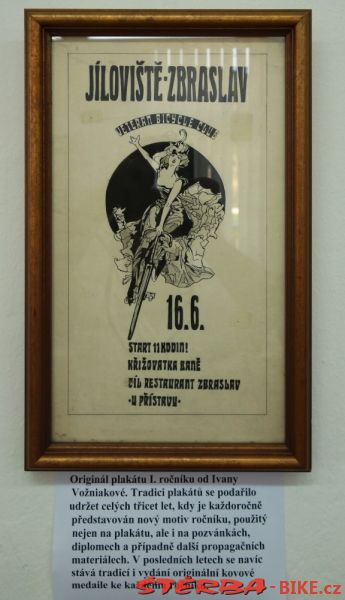 JÍLOVIŠTĚ-ZBRASLAV
VETERAN BICYCLE CLUB
16.6.
START 11 HODIN!
KŘIŽOVATKA BANĚ
CÍL RESTAURANT ZBRASLAV
-U PŘÍSTAVU-
Originál plakátu I. ročníku od Ivany
Vožniakové. Tradici plakátů se podařilo
udržet celých třicet let, kdy je každoročně
představován nový motiv ročníku, použitý
nejen na plakátu, ale i na pozvánkách,
diplomech a případně další propagačních
materiálech. V posledních letech se navíc
stává tradicí i vydání originální kovové
medaile ke
ŠTĚRBA-BIKE.cz